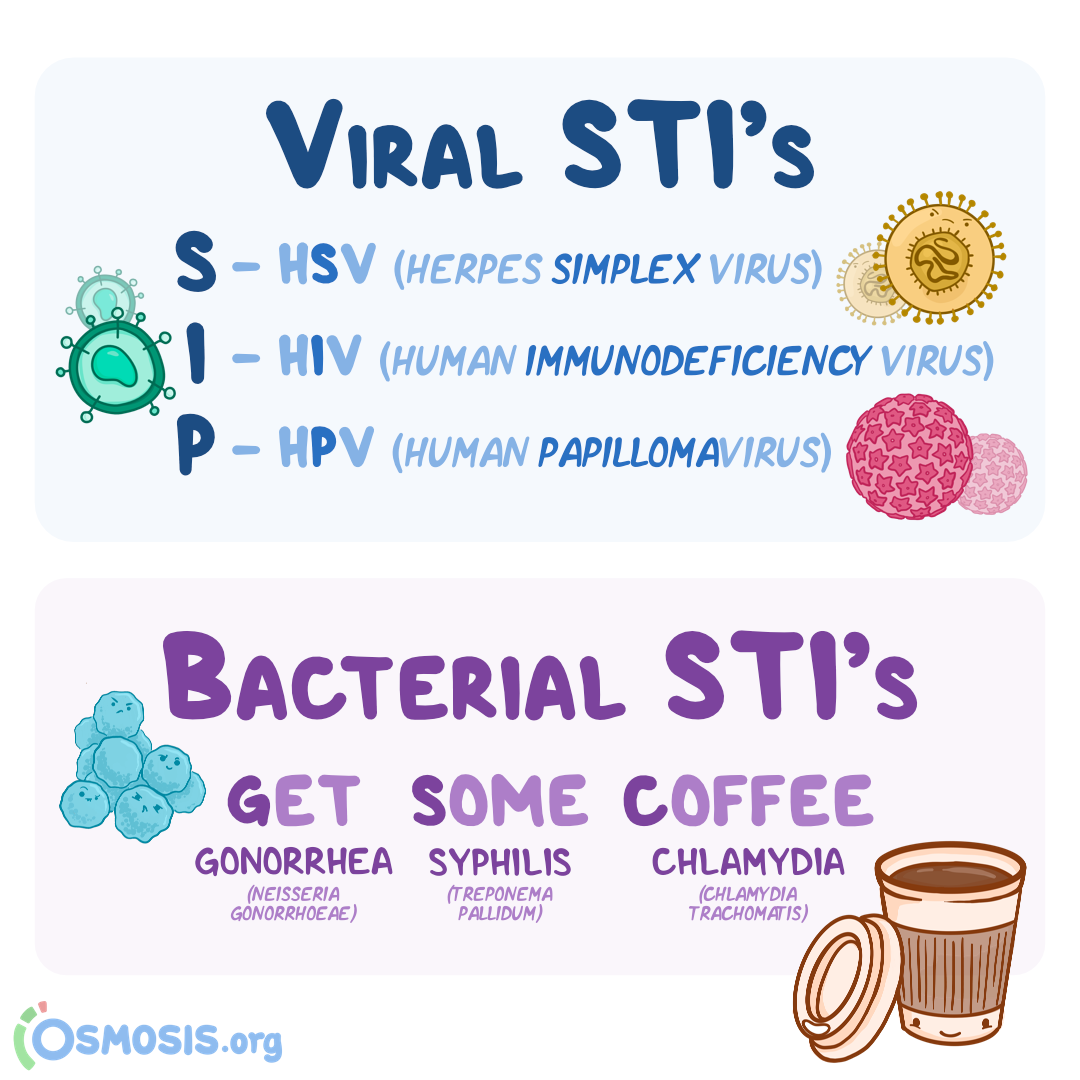 VIRAL STI'S
S – HSV (HERPES SIMPLEX VIRUS)
I – HIV (HUMAN IMMUNODEFICIENCY VIRUS)
P – HPV (HUMAN PAPILLOMAVIRUS)
BACTERIAL STI'S
GET SOME COFFEE
GONORRHEA SYPHILIS CHLAMYDIA
(NEISSERIA (TREPONEMA (CHLAMYDIA
GONORRHOEAE) PALLIDUM) TRACHOMATIS)
OSMOSIS.org